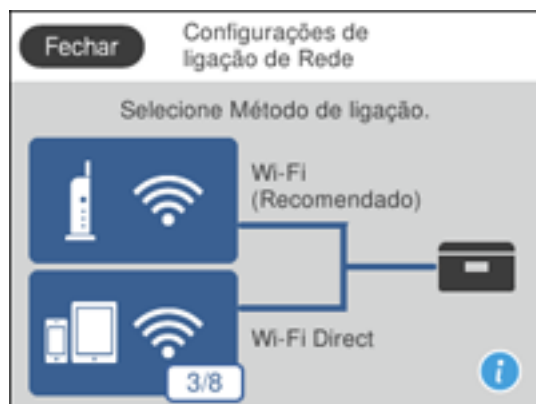 Fechar
Configurações de
ligação de Rede
Selecione Método de ligação.
Wi-Fi
(Recomendado)
Wi-Fi Direct
3/8
i